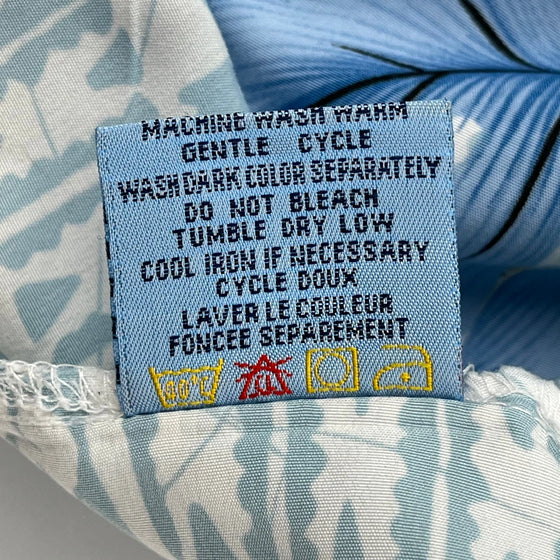 MACHINE WASH WARM
GENTLE CYCLE
WASH DARK COLOR SEPARATELY
DO NOT BLEACH
TUMBLE DRY LOW
COOL IRON IF NECESSARY
CYCLE DOUX
LAVER LE COULEUR
FONCEE SEPAREMENT
30°C